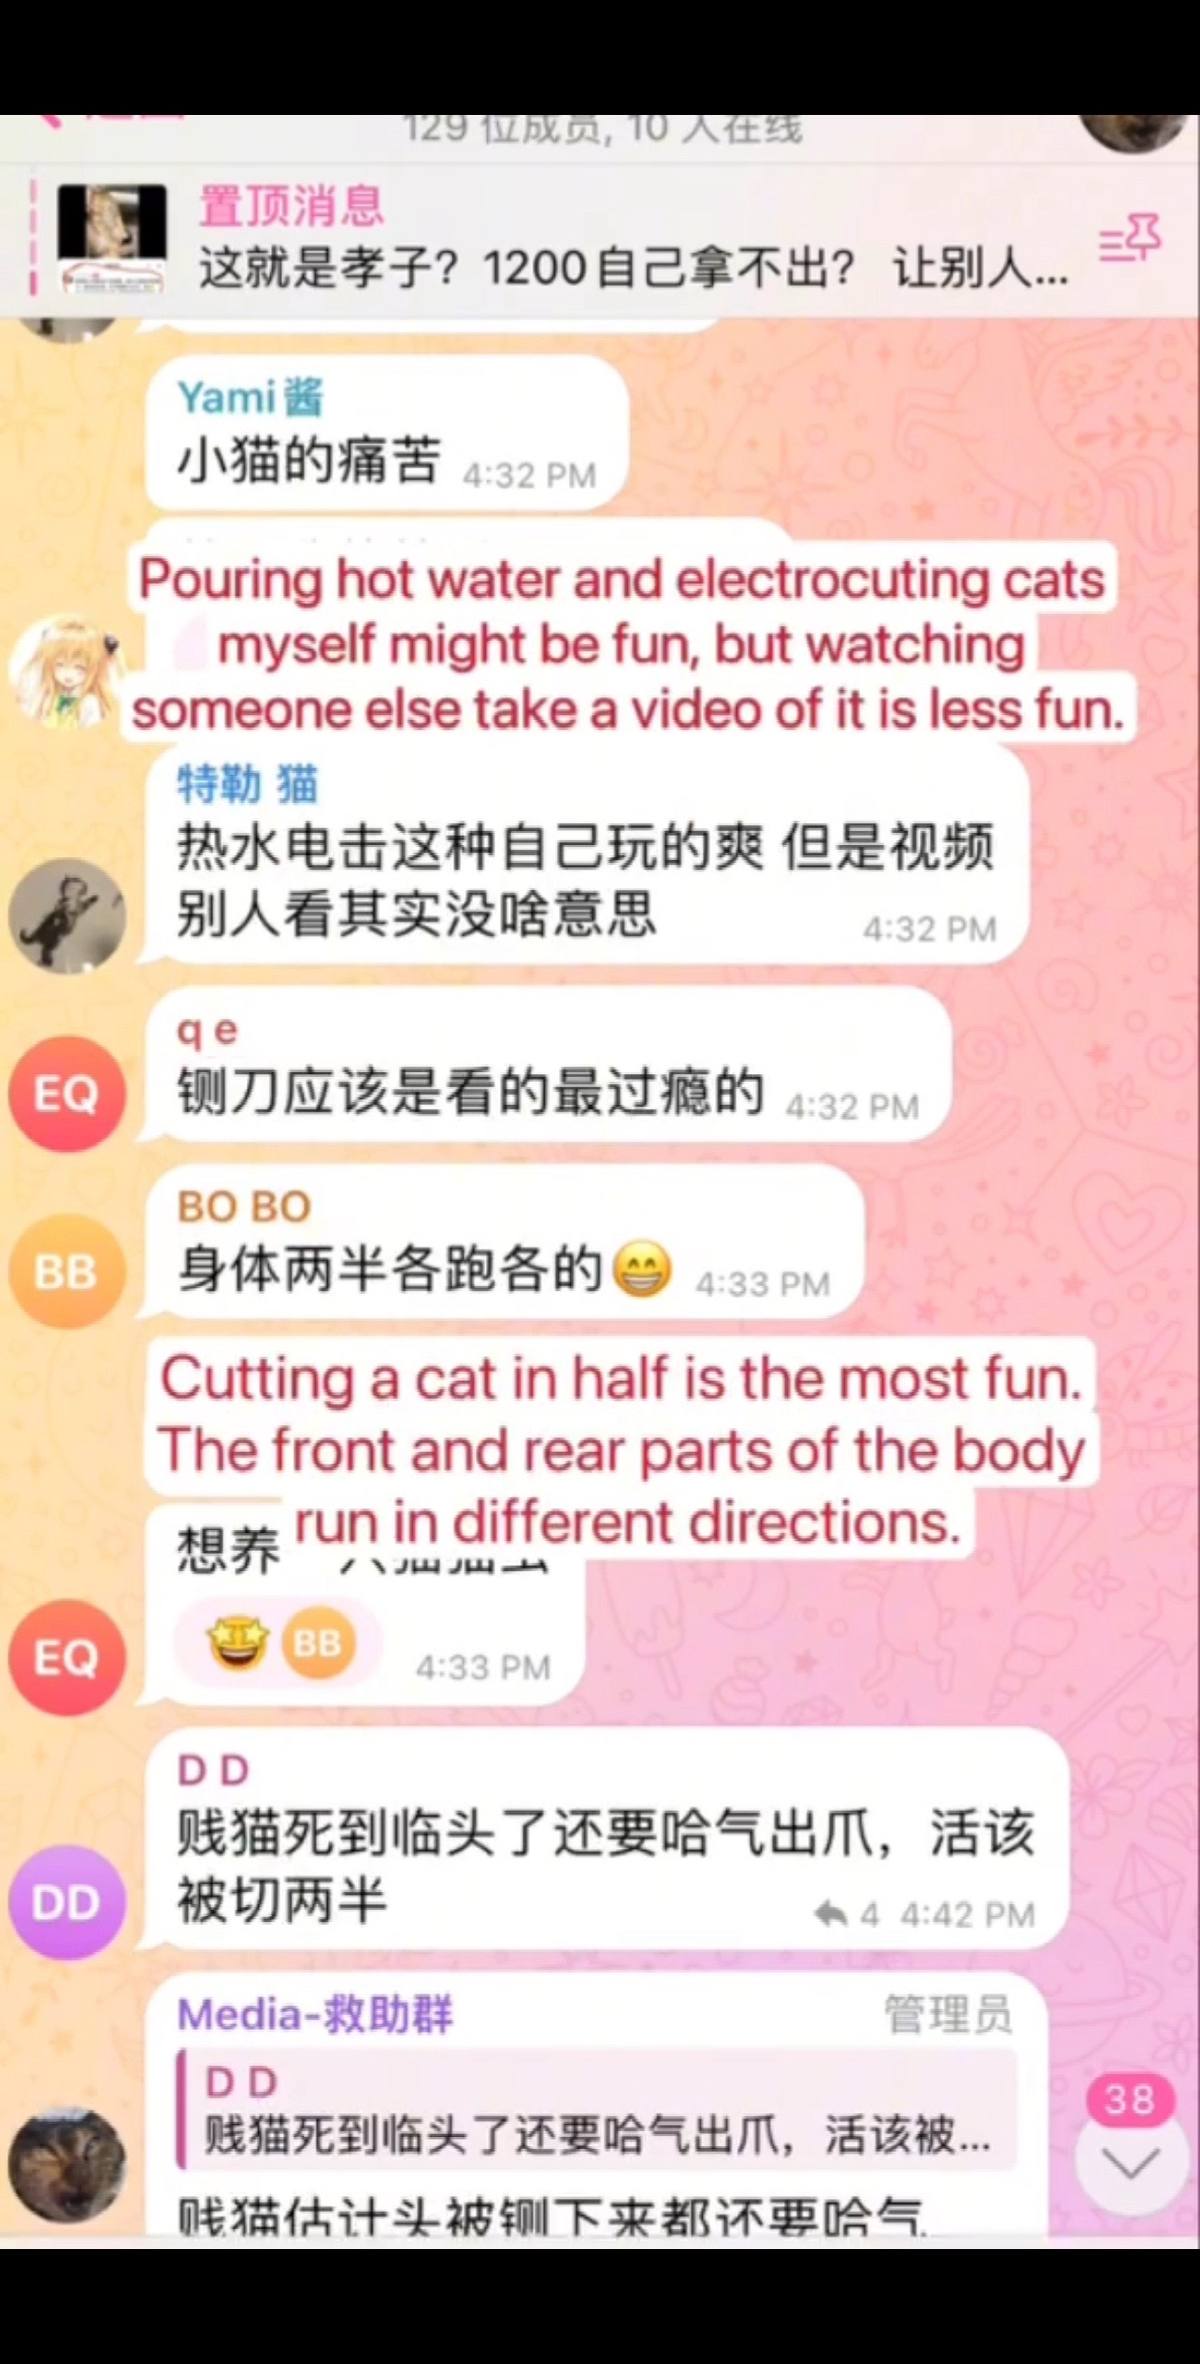 129 位成员, 10 人在线
置顶消息
这就是孝子？1200自己拿不出？ 让别人...
Yami酱
小猫的痛苦 4:32 PM
Pouring hot water and electrocuting cats
myself might be fun, but watching
someone else take a video of it is less fun.
特勒 猫
热水电击这种自己玩的爽 但是视频
别人看其实没啥意思 4:32 PM
q e
EQ
铡刀应该是看的最过瘾的 4:32 PM
BO BO
BB
身体两半各跑各的 4:33 PM
Cutting a cat in half is the most fun.
The front and rear parts of the body
run in different directions.
想养
BB
4:33 PM
EQ
D D
贱猫死到临头了还要哈气出爪，活该
被切两半
DD
4 4:42 PM
Media-救助群 管理员
D D
贱猫死到临头了还要哈气出爪，活该被...
38
贱猫估计头被铡下来都还要哈气